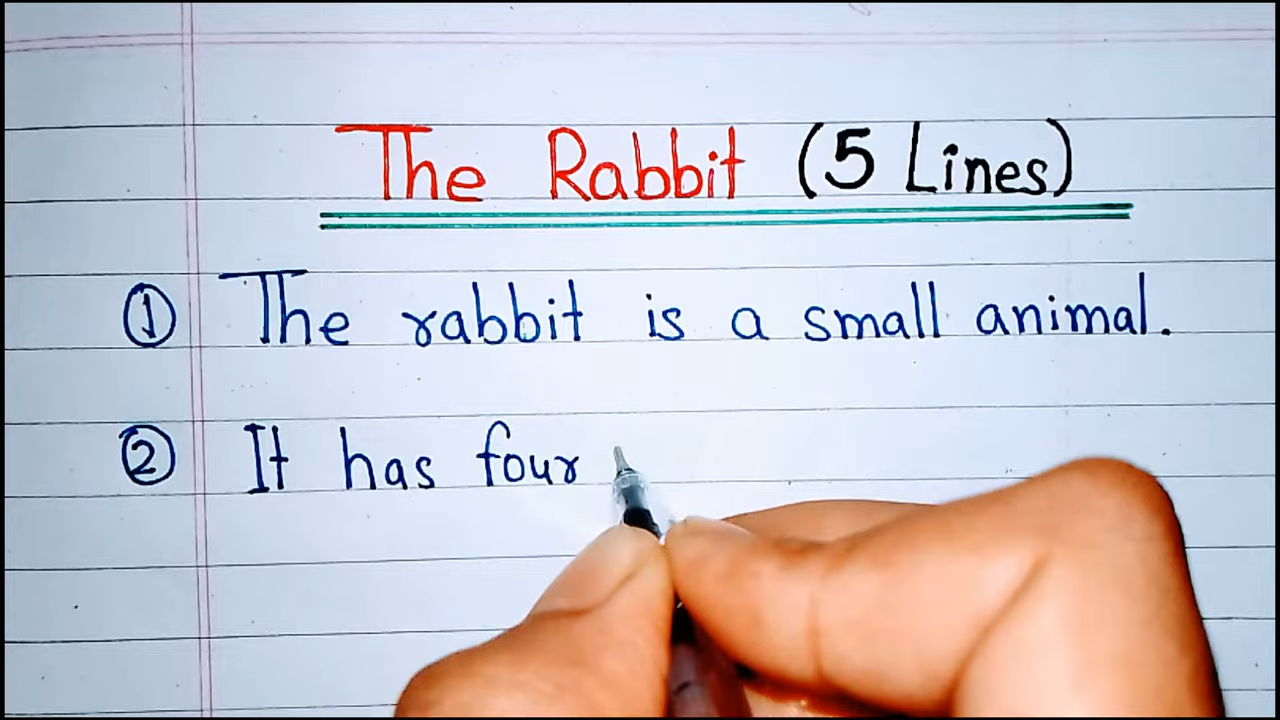 The Rabbit (5 Lines)
① The rabbit is a small animal.
② It has four